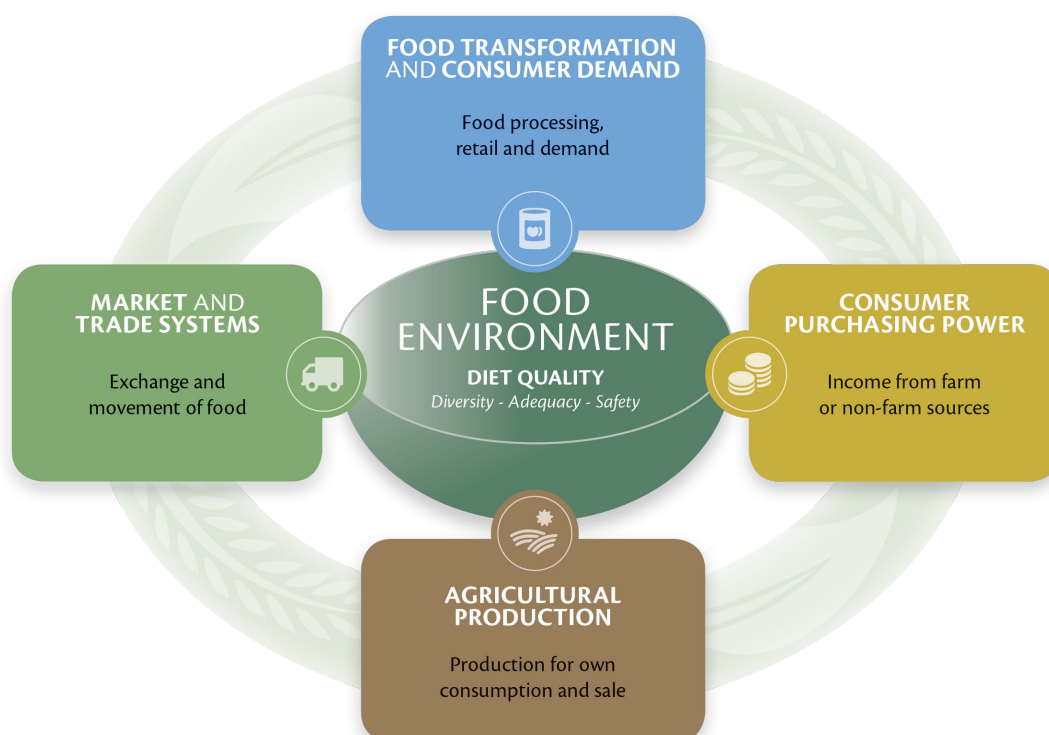 FOOD TRANSFORMATION
AND CONSUMER DEMAND
Food processing,
retail and demand
MARKET AND
TRADE SYSTEMS
Exchange and
movement of food
FOOD
ENVIRONMENT
DIET QUALITY
Diversity - Adequacy - Safety
CONSUMER
PURCHASING POWER
Income from farm
or non-farm sources
AGRICULTURAL
PRODUCTION
Production for own
consumption and sale